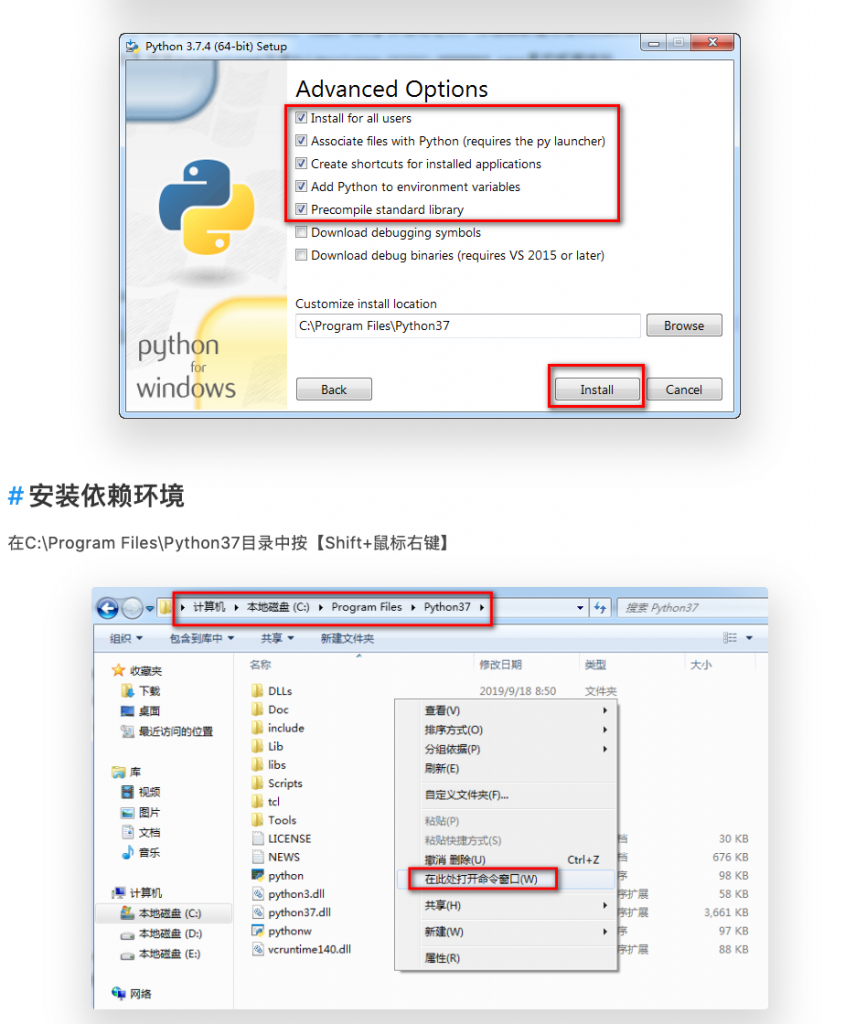 Python 3.7.4 (64-bit) Setup
Advanced Options
Install for all users
Associate files with Python (requires the py launcher)
Create shortcuts for installed applications
Add Python to environment variables
Precompile standard library
Download debugging symbols
Download debug binaries (requires VS 2015 or later)
Customize install location
C:\Program Files\Python37
Browse
python
for
windows
Back
Install
Cancel
#安装依赖环境
在C:\Program Files\Python37目录中按【Shift+鼠标右键】
计算机 本地磁盘 (C:) Program Files Python37
搜索 Python37
组织 包含到库中 共享 新建文件夹
名称 修改日期 类型 大小
收藏夹
下载
桌面
最近访问的位置
库
视频
图片
文档
音乐
计算机
本地磁盘 (C:)
本地磁盘 (D:)
本地磁盘 (E:)
网络
DLLs 2019/9/18 8:50 文件夹
Doc
include
Lib
libs
Scripts
tcl
Tools
LICENSE 档 30 KB
NEWS 档 676 KB
python 序 98 KB
python3.dll 序扩展 58 KB
python37.dll 序扩展 3,661 KB
pythonw 序 97 KB
vcruntime140.dll 序扩展 88 KB
查看(V)
排序方式(O)
分组依据(P)
刷新(E)
自定义文件夹(F)...
粘贴(P)
粘贴快捷方式(S)
撤消 删除(U) Ctrl+Z
在此处打开命令窗口(W)
共享(H)
新建(W)
属性(R)